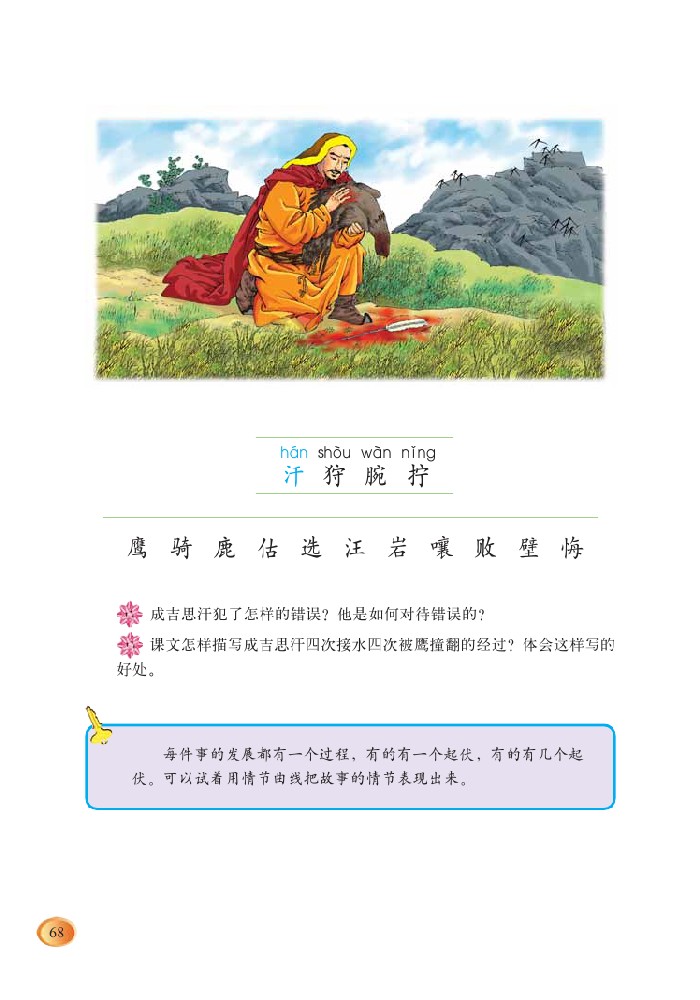 hán shòu wàn nǐng
汗 狩 腕 拧
鹰 骑 鹿 估 选 汪 岩 嚷 败 壁 悔
成吉思汗犯了怎样的错误？他是如何对待错误的？
课文怎样描写成吉思汗四次接水四次被鹰撞翻的经过？体会这样写的
好处。
每件事的发展都有一个过程，有的有一个起伏，有的有几个起
伏。可以试着用情节曲线把故事的情节表现出来。
68